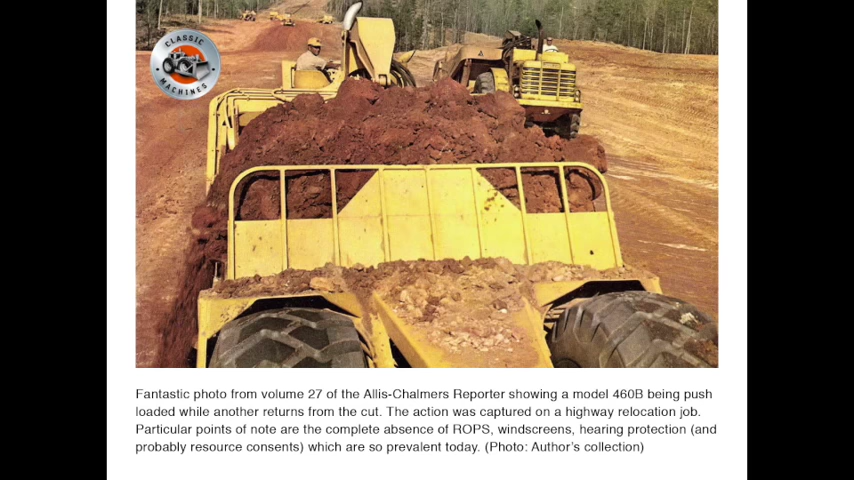 CLASSIC
MACHINES
Fantastic photo from volume 27 of the Allis-Chalmers Reporter showing a model 460B being push
loaded while another returns from the cut. The action was captured on a highway relocation job.
Particular points of note are the complete absence of ROPS, windscreens, hearing protection (and
probably resource consents) which are so prevalent today. (Photo: Author’s collection)